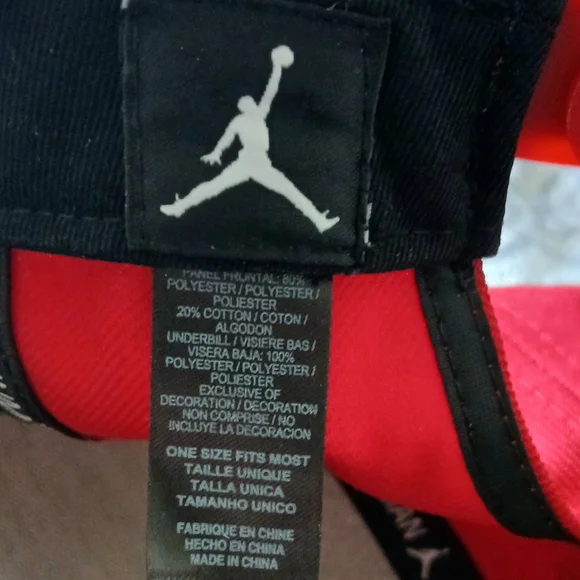 PANEL FRONTAL: 80%
POLYESTER / POLYESTER /
POLIESTER
20% COTTON / COTON /
ALGODON
UNDERBILL / VISIERE BAS /
VISERA BAJA: 100%
POLYESTER / POLYESTER /
POLIESTER
EXCLUSIVE OF
DECORATION / DECORATION
NON COMPRISE / NO
INCLUYE LA DECORACION
ONE SIZE FITS MOST
TAILLE UNIQUE
TALLA UNICA
TAMANHO UNICO
FABRIQUE EN CHINE
HECHO EN CHINA
MADE IN CHINA